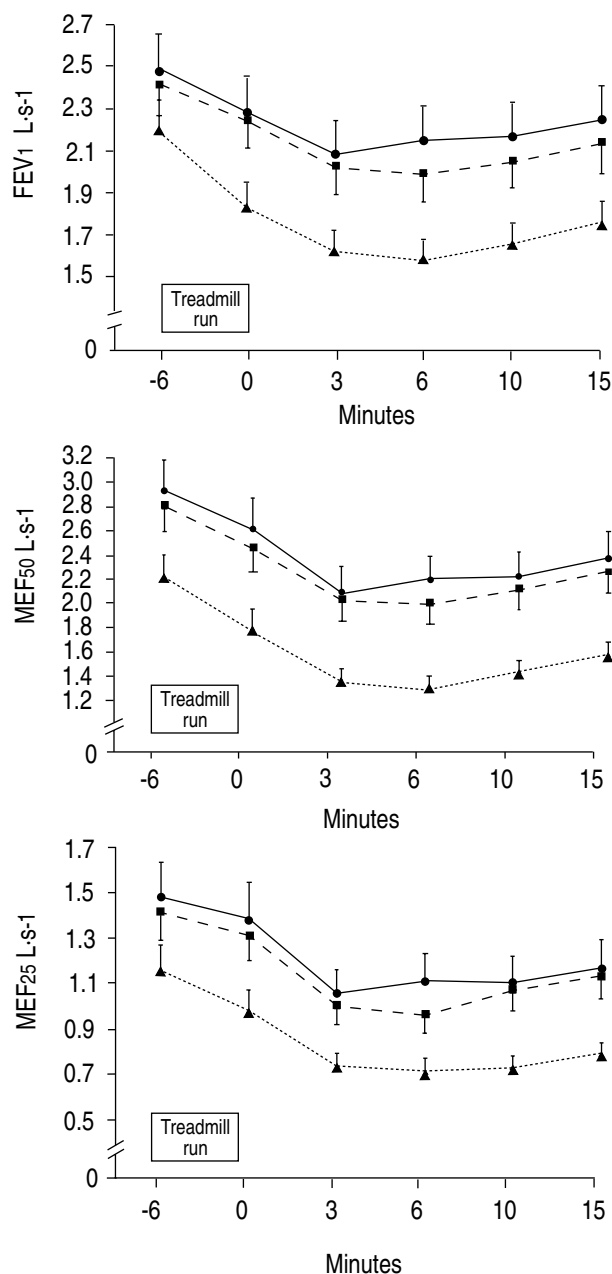 FEV1 L·s-1
2.7
2.5
2.3
2.1
1.9
1.7
1.5
0
Treadmill
run
-6 0 3 6 10 15
Minutes
MEF50 L·s-1
3.2
3.0
2.8
2.6
2.4
2.2
2.0
1.8
1.6
1.4
1.2
0
Treadmill
run
-6 0 3 6 10 15
Minutes
MEF25 L·s-1
1.7
1.5
1.3
1.1
0.9
0.7
0.5
0
Treadmill
run
-6 0 3 6 10 15
Minutes